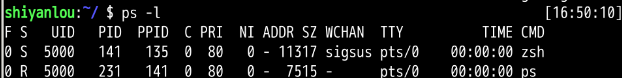 shiyanlou:~/ $ ps -l [16:50:10]
F S   UID   PID  PPID  C PRI  NI ADDR SZ WCHAN  TTY          TIME CMD
0 S  5000   141   135  0  80   0 - 11317 sigsus pts/0    00:00:00 zsh
0 R  5000   231   141  0  80   0 -  7515 -      pts/0    00:00:00 ps